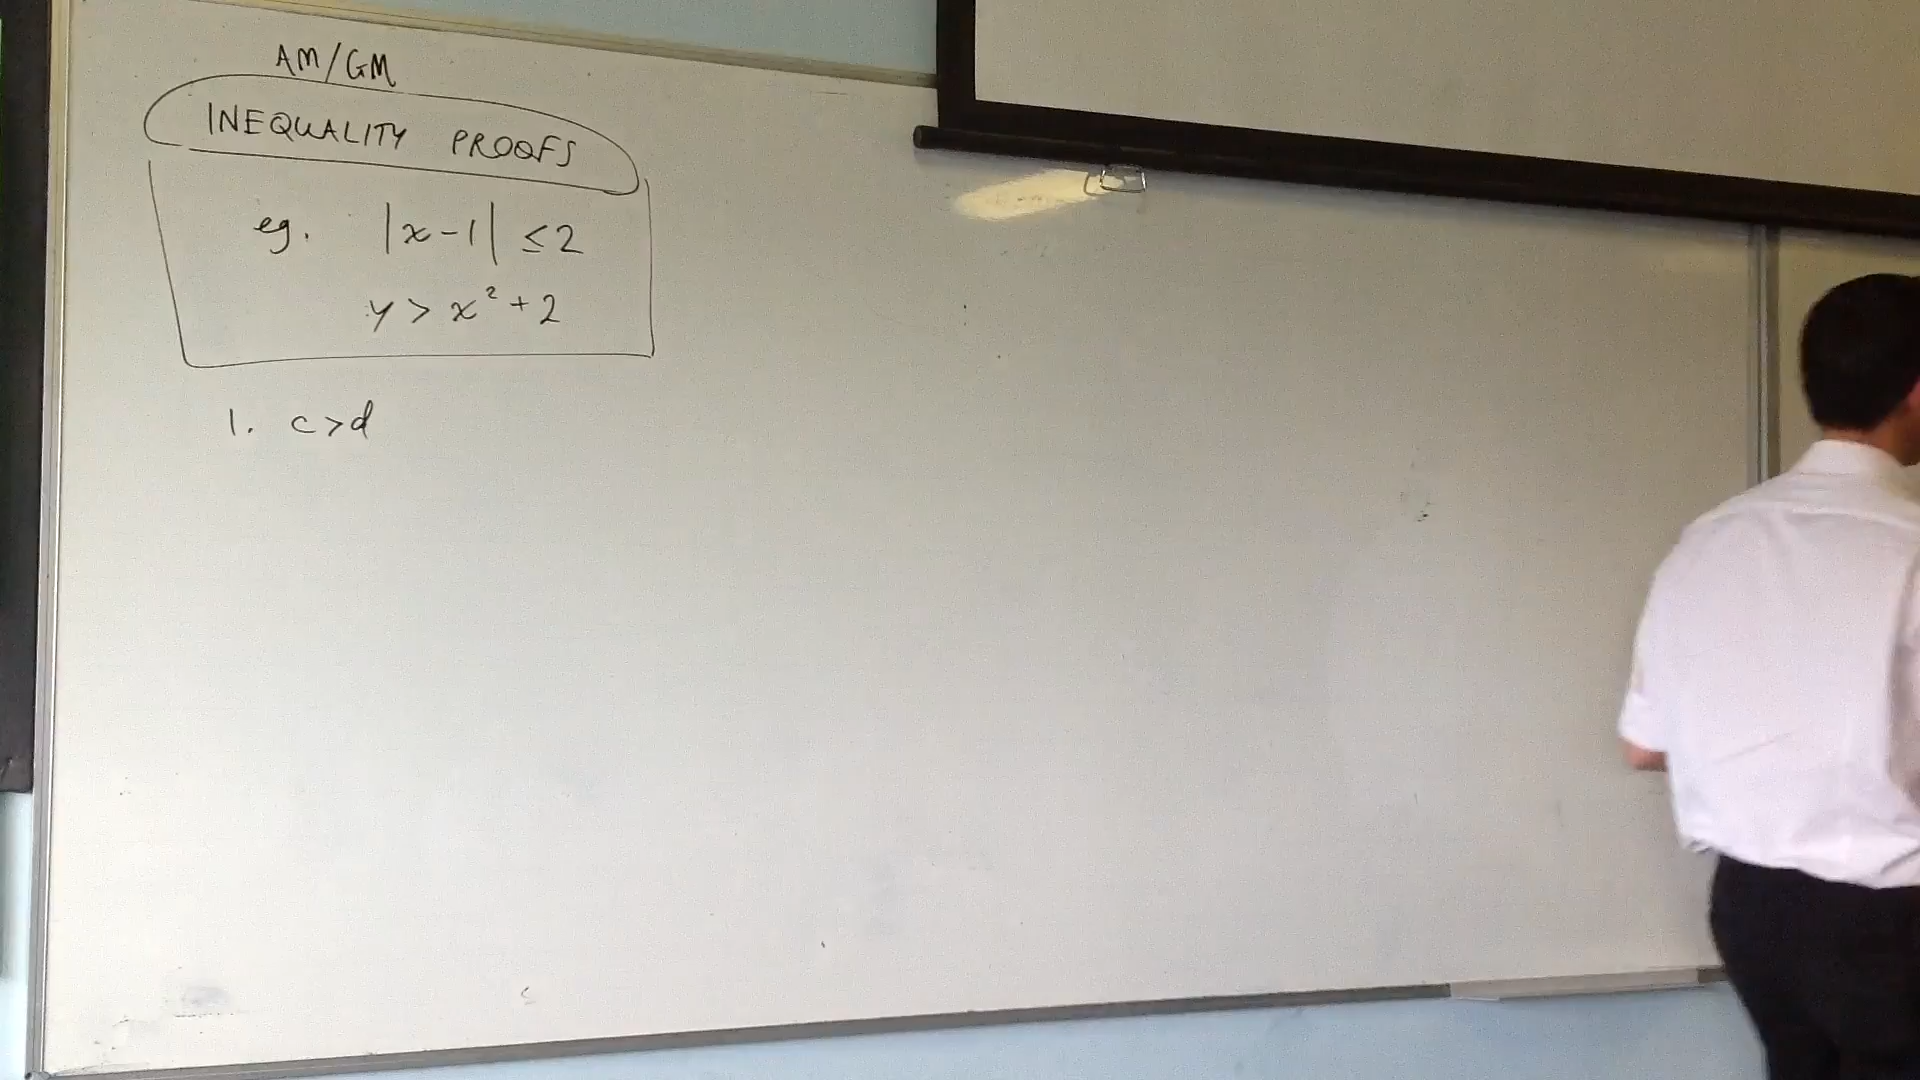 AM/GM
INEQUALITY PROOFS
eg. |x-1| ≤2
y > x² + 2
1. c>d